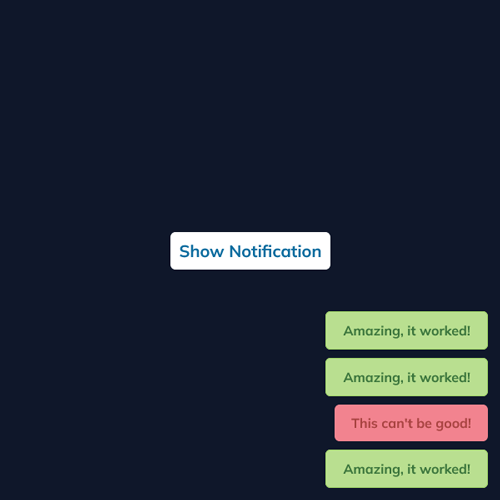 Show Notification
Amazing, it worked!
Amazing, it worked!
This can't be good!
Amazing, it worked!